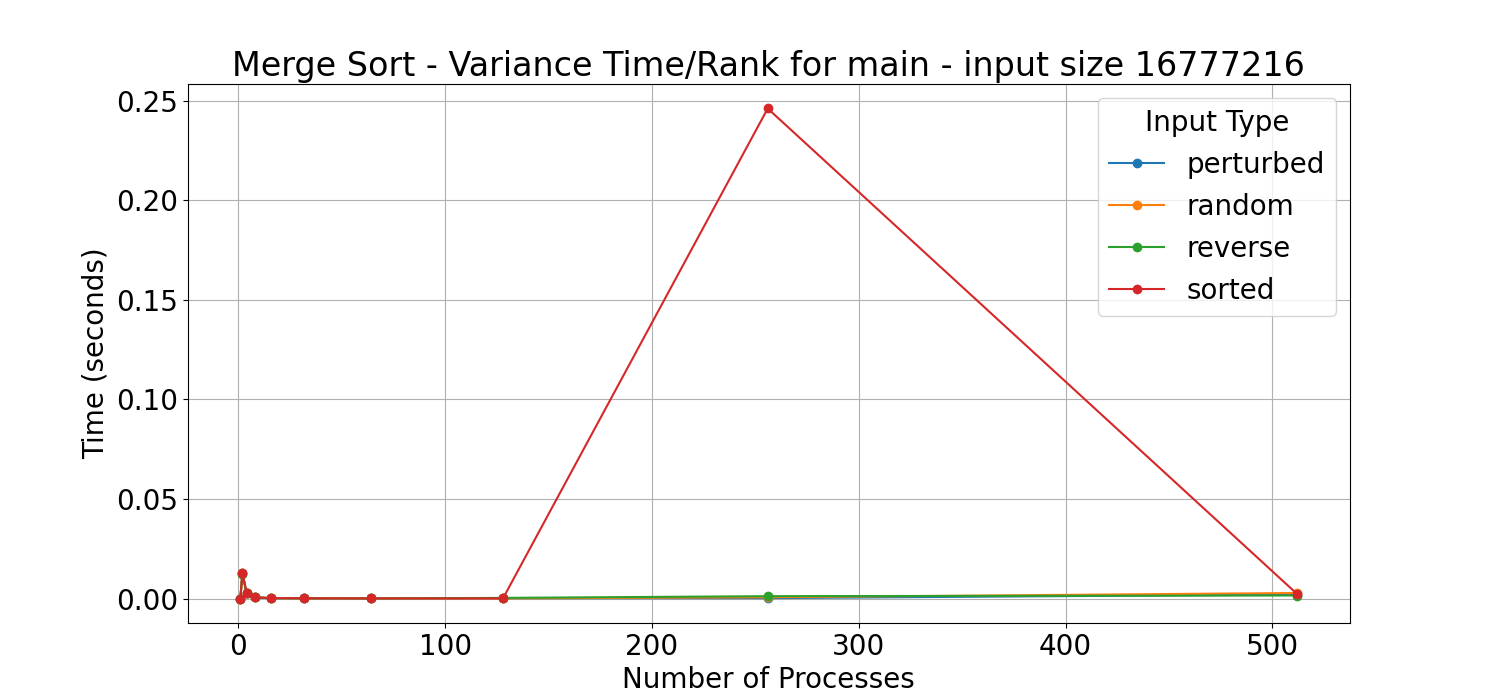 Merge Sort - Variance Time/Rank for main - input size 16777216
Time (seconds)
0.25
0.20
0.15
0.10
0.05
0.00
Input Type
perturbed
random
reverse
sorted
0 100 200 300 400 500
Number of Processes